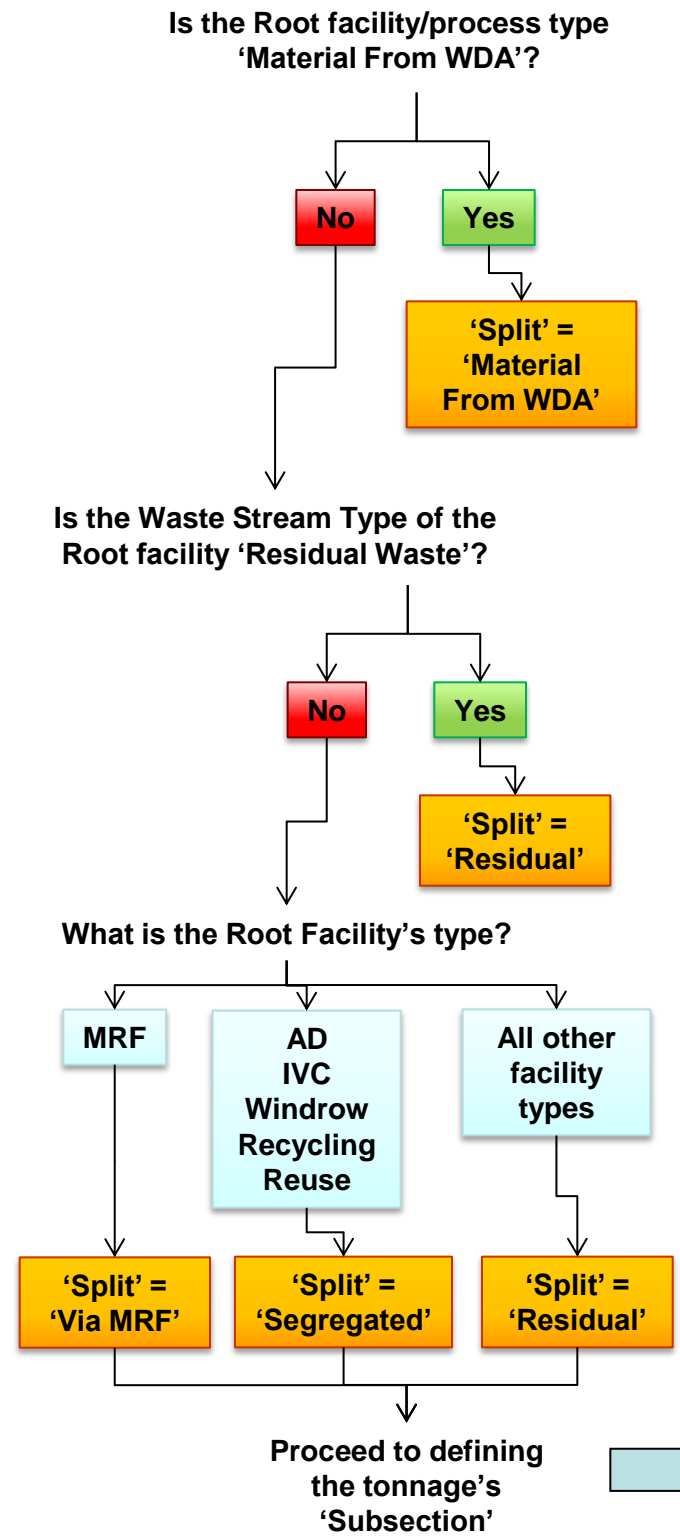 Is the Root facility/process type
‘Material From WDA’?
No
Yes
‘Split’ =
‘Material
From WDA’
Is the Waste Stream Type of the
Root facility ‘Residual Waste’?
No
Yes
‘Split’ =
‘Residual’
What is the Root Facility’s type?
MRF
AD
IVC
Windrow
Recycling
Reuse
All other
facility
types
‘Split’ =
‘Via MRF’
‘Split’ =
‘Segregated’
‘Split’ =
‘Residual’
Proceed to defining
the tonnage’s
‘Subsection’